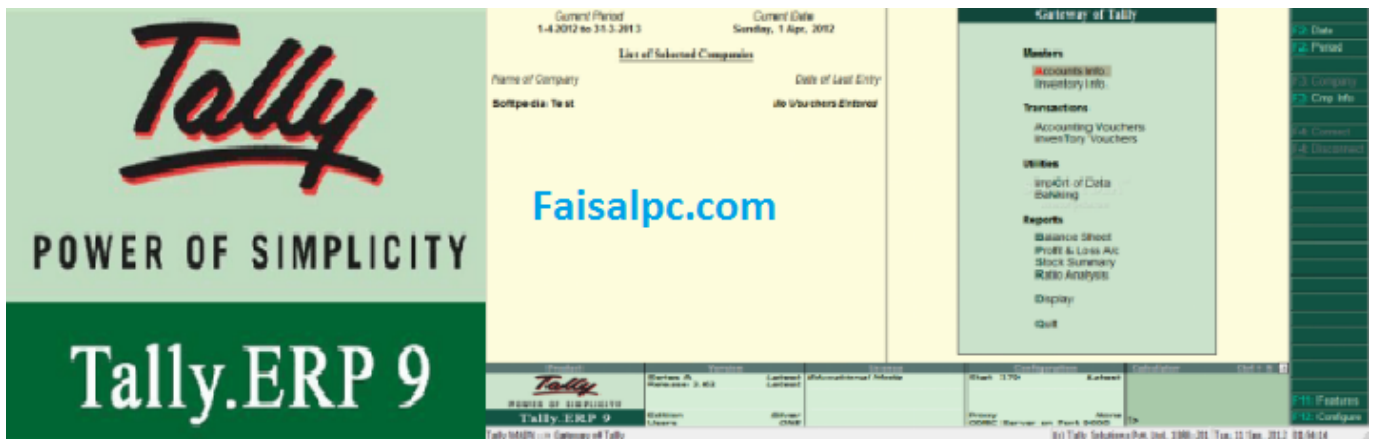 Tally
POWER OF SIMPLICITY
Tally.ERP 9
Current Period
1-4-2012 to 31-3-2013
Current Date
Sunday, 1 Apr, 2012
List of Selected Companies
Name of Company
Date of Last Entry
Softpedia Test
No Vouchers Entered
Faisalpc.com
Gateway of Tally
Masters
Accounts Info.
Inventory Info.
Transactions
Accounting Vouchers
InvenTory Vouchers
Utilities
ImpOrt of Data
Banking
Reports
Balance Sheet
Profit & Loss A/c
Stock Summary
Ratio Analysis
Display
Quit
F2: Date
F2: Period
F3: Company
F3: Cmp Info
F4: Connect
F4: Disconnect
F11: Features
F12: Configure
Product
Version
License
Configuration
Calculator
Tally
POWER OF SIMPLICITY
Tally.ERP 9
Series A
Latest
Release 3.62
Latest
Edition
Silver
Users
ONE
Educational Mode
Latest
Proxy
None
ODBC Server on Port 9000
Tally MAIN --> Gateway of Tally
Tue, 11 Sep, 2012